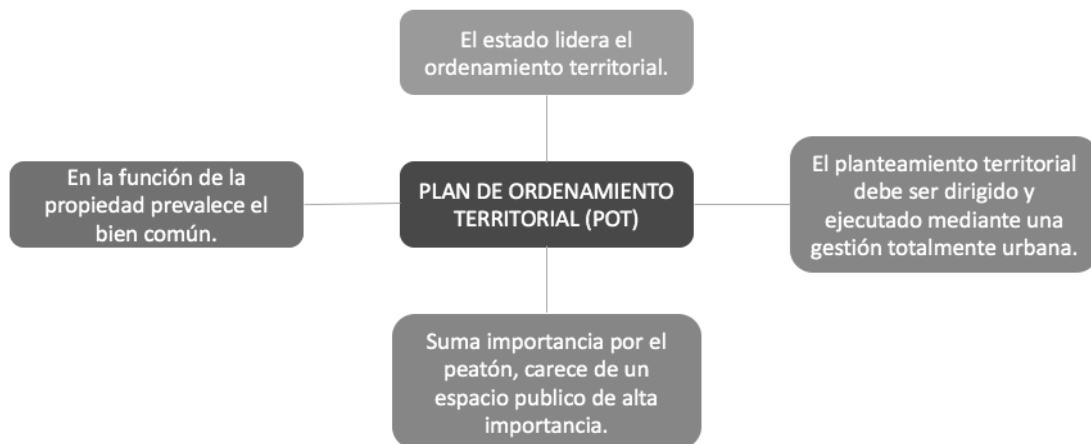 El estado lidera el
ordenamiento territorial.
En la función de la
propiedad prevalece el
bien común.
PLAN DE ORDENAMIENTO
TERRITORIAL (POT)
El planteamiento territorial
debe ser dirigido y
ejecutado mediante una
gestión totalmente urbana.
Suma importancia por el
peatón, carece de un
espacio publico de alta
importancia.